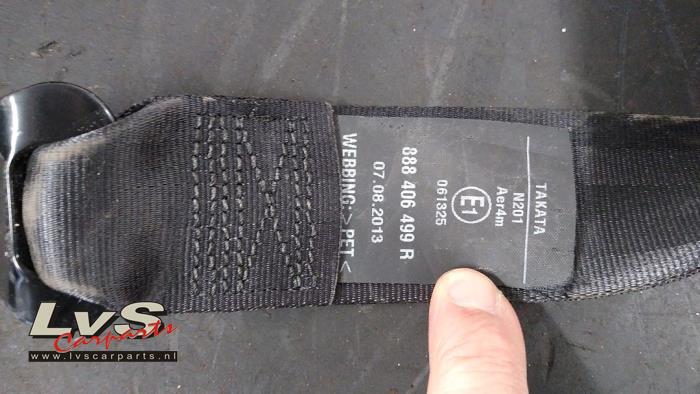 TAKATA
N201
Aer4m
E1
061325
888 406 499 R
07.08.2013
WEBBING:> PET <
LvS
Carparts
www.lvscarparts.nl